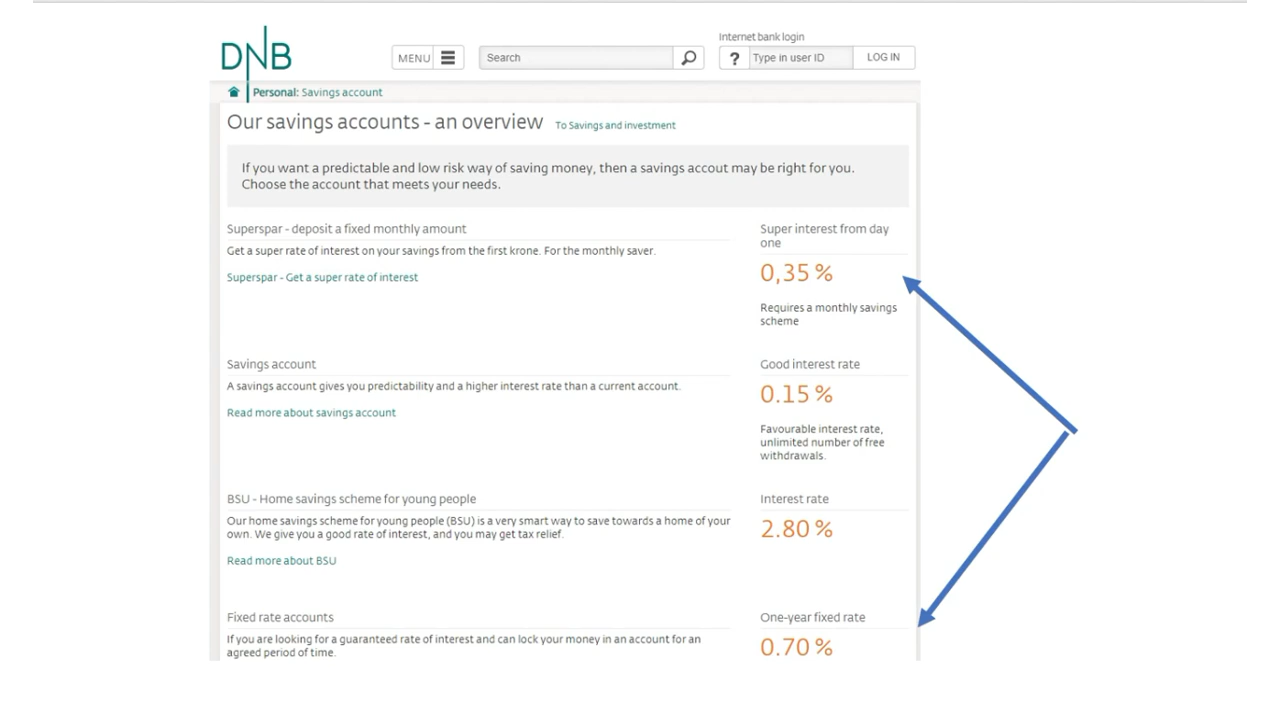 DNB
MENU
Search
Internet bank login
?
Type in user ID
LOG IN
Personal: Savings account
Our savings accounts - an overview
To Savings and investment
If you want a predictable and low risk way of saving money, then a savings accout may be right for you.
Choose the account that meets your needs.
Superspar - deposit a fixed monthly amount
Get a super rate of interest on your savings from the first krone. For the monthly saver.
Superspar - Get a super rate of interest
Super interest from day
one
0,35 %
Requires a monthly savings
scheme
Savings account
A savings account gives you predictability and a higher interest rate than a current account.
Read more about savings account
Good interest rate
0.15 %
Favourable interest rate,
unlimited number of free
withdrawals.
BSU - Home savings scheme for young people
Our home savings scheme for young people (BSU) is a very smart way to save towards a home of your
own. We give you a good rate of interest, and you may get tax relief.
Read more about BSU
Interest rate
2.80 %
Fixed rate accounts
If you are looking for a guaranteed rate of interest and can lock your money in an account for an
agreed period of time.
One-year fixed rate
0.70 %